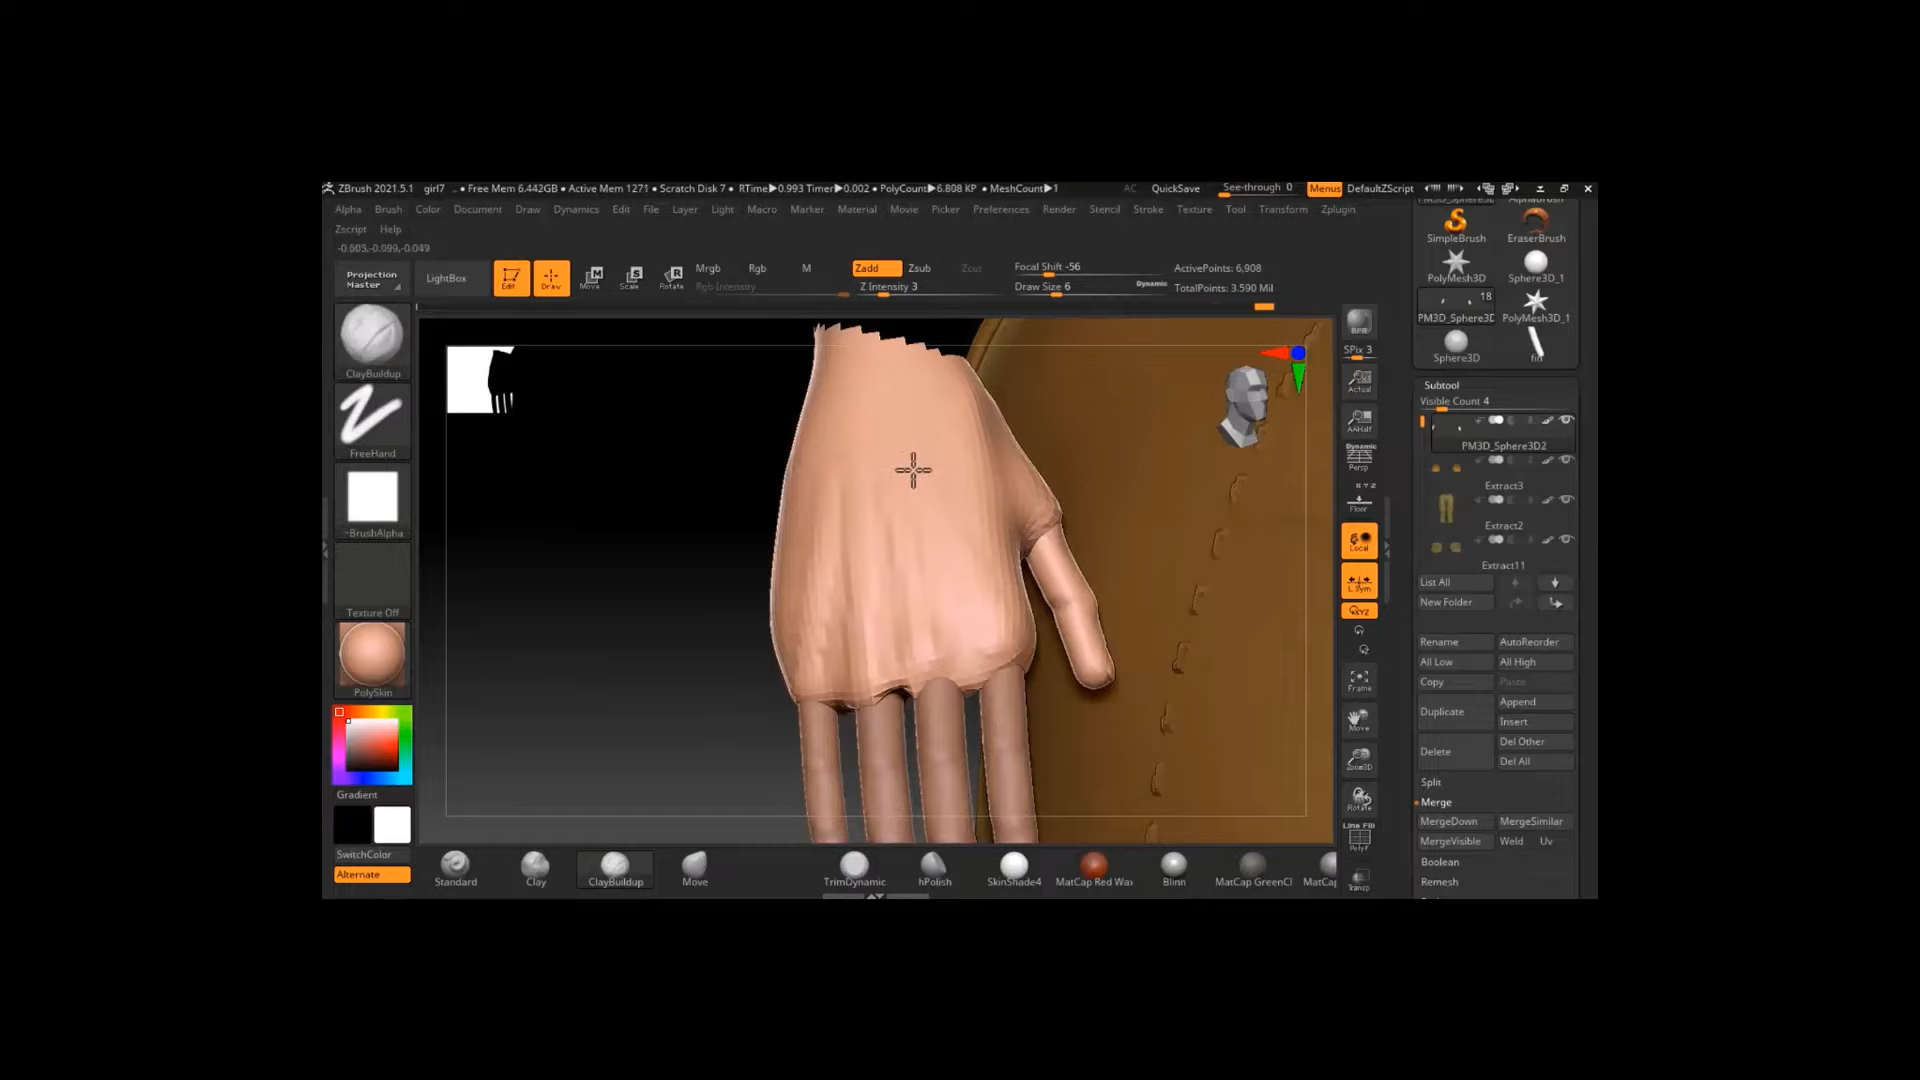 ZBrush 2021.5.1 girl7 .. • Free Mem 6.442GB • Active Mem 1271 • Scratch Disk 7 • RTime▶0.993 Timer▶0.002 • PolyCount▶6.808 KP • MeshCount▶1 AC QuickSave See-through 0 Menus DefaultZScript
Alpha Brush Color Document Draw Dynamics Edit File Layer Light Macro Marker Material Movie Picker Preferences Render Stencil Stroke Texture Tool Transform Zplugin
Zscript Help
-0.603,-0.099,-0.049
Projection Master LightBox Edit Draw Move Scale Rotate Mrgb Rgb M Zadd Zsub Zcut Focal Shift -56 ActivePoints: 6,908
Rgb Intensity Z Intensity 3 Draw Size 6 Dynamic TotalPoints: 3.590 Mil
ClayBuildup
FreeHand
~BrushAlpha
Texture Off
PolySkin
Gradient
SwitchColor
Alternate
BPR
SPix 3
Actual
AAHalf
Dynamic
Persp
X Y Z
Floor
Local
L.Sym
XYZ
Frame
Move
Zoom3D
Rotate
Line Fill
PolyF
Transp
SimpleBrush EraserBrush
PolyMesh3D Sphere3D_1
18
PM3D_Sphere3D PolyMesh3D_1
Sphere3D fin
Subtool
Visible Count 4
PM3D_Sphere3D2
Extract3
Extract2
Extract11
List All
New Folder
Rename AutoReorder
All Low All High
Copy Paste
Duplicate Append
Insert
Delete Del Other
Del All
Split
Merge
MergeDown MergeSimilar
MergeVisible Weld Uv
Boolean
Remesh
Standard Clay ClayBuildup Move TrimDynamic hPolish SkinShade4 MatCap Red Wax Blinn MatCap GreenCl MatCap